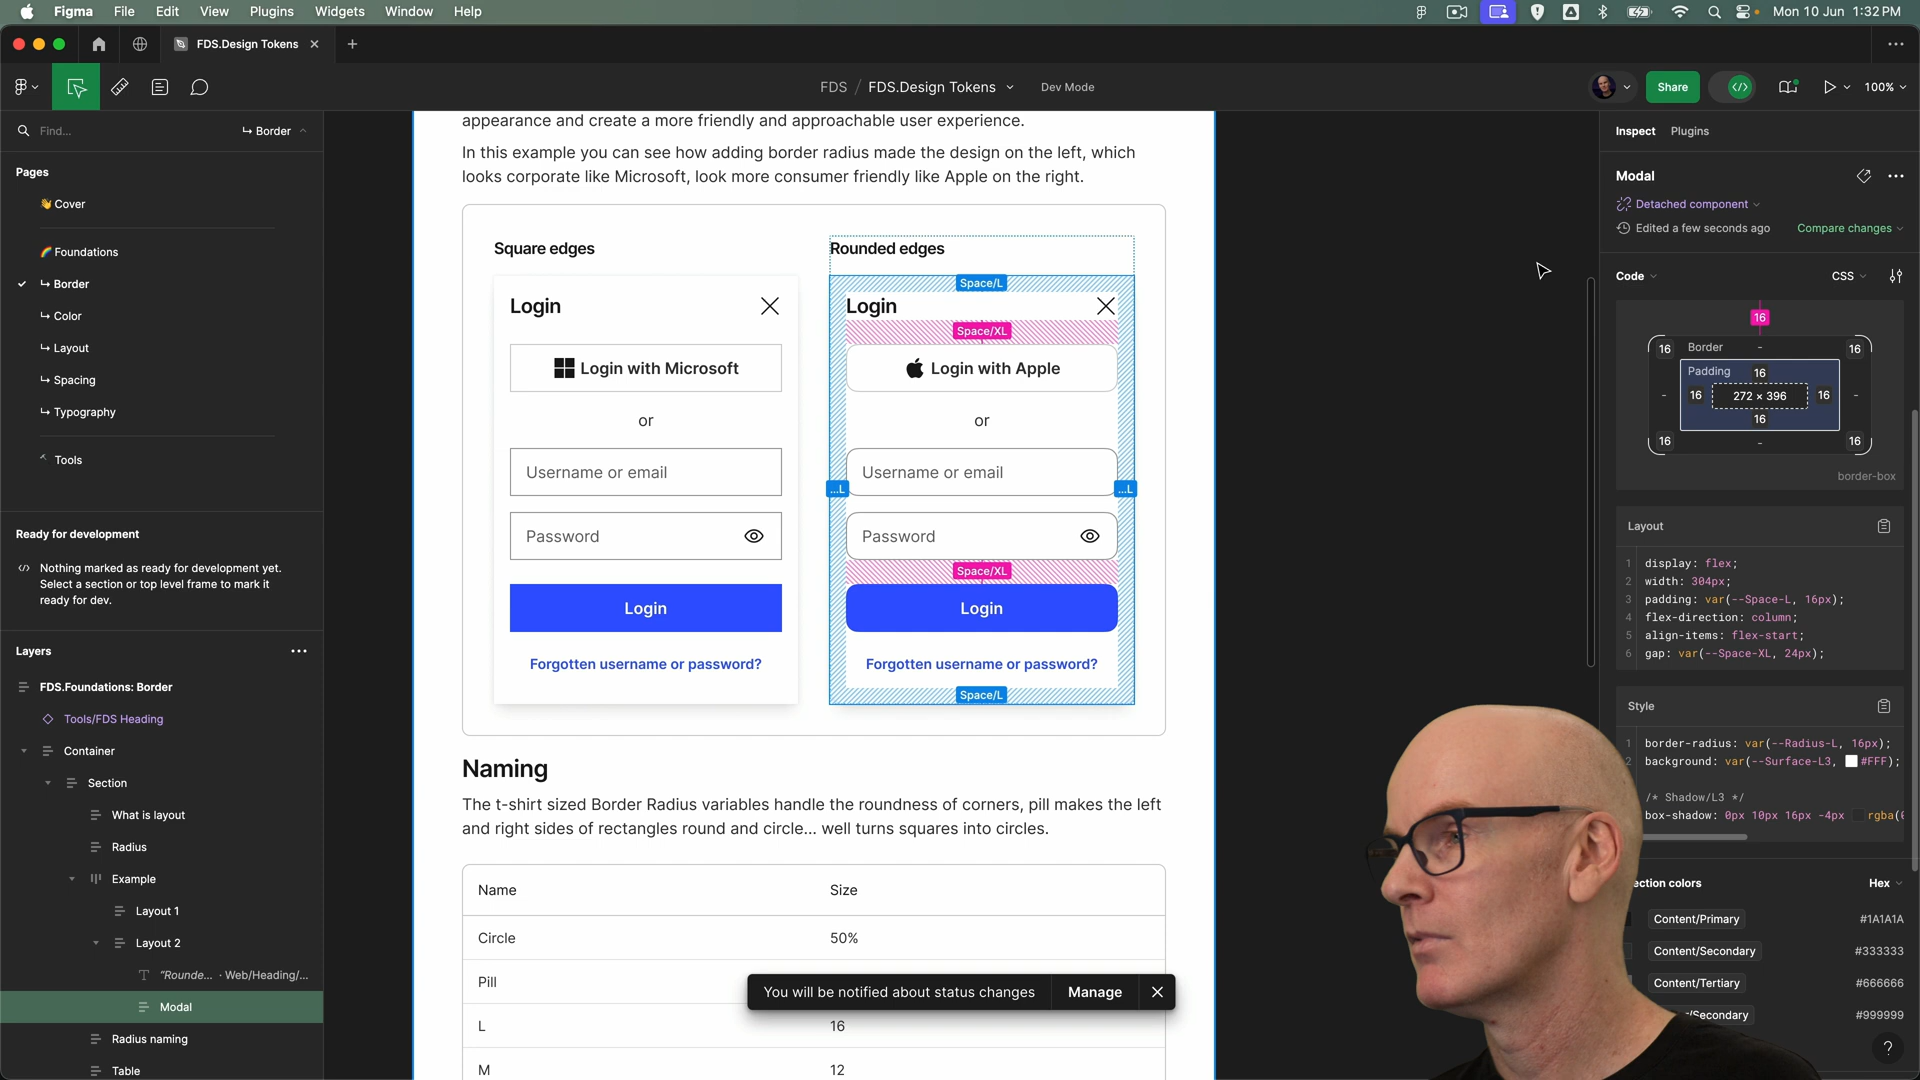 Figma File Edit View Plugins Widgets Window Help
Mon 10 Jun 1:32 PM
FDS.Design Tokens
FDS / FDS.Design Tokens
Dev Mode
Share
100%
Find...
↳ Border
Pages
👋 Cover
🌈 Foundations
↳ Border
↳ Color
↳ Layout
↳ Spacing
↳ Typography
Tools
Ready for development
Nothing marked as ready for development yet.
Select a section or top level frame to mark it
ready for dev.
Layers
FDS.Foundations: Border
Tools/FDS Heading
Container
Section
What is layout
Radius
Example
Layout 1
Layout 2
“Rounde... · Web/Heading/...
Modal
Radius naming
Table
appearance and create a more friendly and approachable user experience.
In this example you can see how adding border radius made the design on the left, which
looks corporate like Microsoft, look more consumer friendly like Apple on the right.
Square edges
Login
Login with Microsoft
or
Username or email
Password
Login
Forgotten username or password?
Rounded edges
Space/L
Login
Space/XL
Login with Apple
or
Username or email
...L
...L
Password
Space/XL
Login
Forgotten username or password?
Space/L
Naming
The t-shirt sized Border Radius variables handle the roundness of corners, pill makes the left
and right sides of rectangles round and circle... well turns squares into circles.
Name Size
Circle 50%
Pill
L 16
M 12
You will be notified about status changes
Manage
Inspect Plugins
Modal
Detached component
Edited a few seconds ago
Compare changes
Code
CSS
16
16 Border - 16
Padding 16
- 16 272 × 396 16 -
16
16 - 16
border-box
Layout
1 display: flex;
2 width: 304px;
3 padding: var(--Space-L, 16px);
4 flex-direction: column;
5 align-items: flex-start;
6 gap: var(--Space-XL, 24px);
Style
1 border-radius: var(--Radius-L, 16px);
2 background: var(--Surface-L3, #FFF);
/* Shadow/L3 */
box-shadow: 0px 10px 16px -4px rgba(0
ection colors
Hex
Content/Primary #1A1A1A
Content/Secondary #333333
Content/Tertiary #666666
/Secondary #999999
?